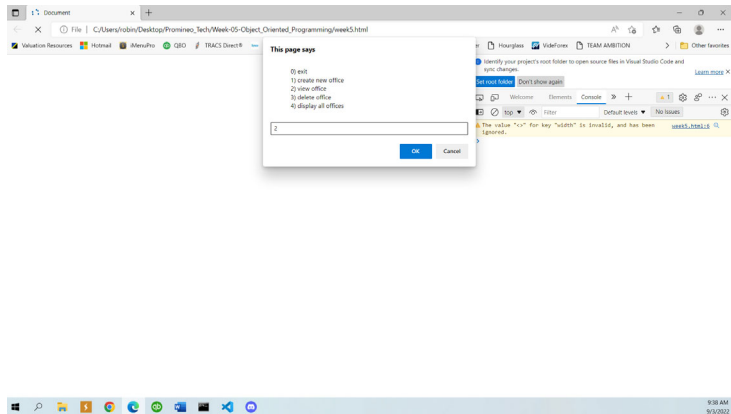 Document
File | C:/Users/robin/Desktop/Promineo_Tech/Week-05-Object_Oriented_Programming/week5.html
Valuation Resources Hotmail iMenuPro QBO TRACS Direct® Hourglass VideForex TEAM AMBITION Other favorites
This page says
0) exit
1) create new office
2) view office
3) delete office
4) display all offices
2
OK Cancel
Identify your project's root folder to open source files in Visual Studio Code and
sync changes. Learn more
Set root folder Don't show again
Welcome Elements Console 1
top Filter Default levels No Issues
The value "<>" for key "width" is invalid, and has been week5.html:6
ignored.
9:38 AM
9/3/2022